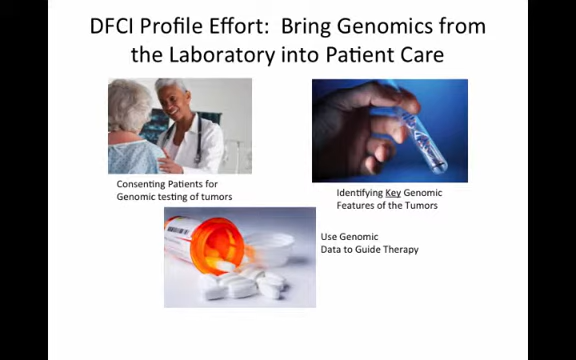 DFCI Profile Effort:  Bring Genomics from
the Laboratory into Patient Care
Consenting Patients for
Genomic testing of tumors
Identifying Key Genomic
Features of the Tumors
Use Genomic
Data to Guide Therapy